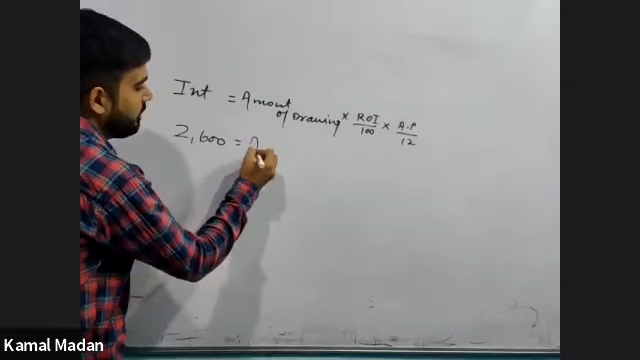 Int = Amount of Drawing × ROI/100 × A.P/12
2,600 = A
Kamal Madan